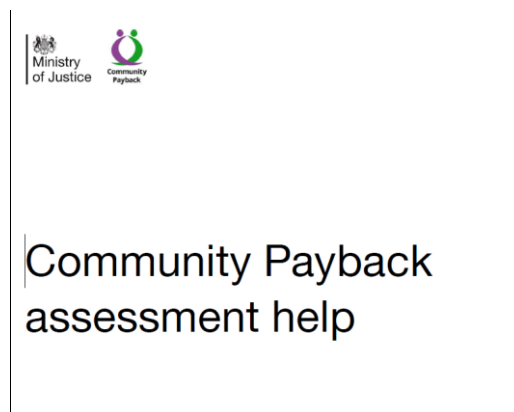 Ministry
of Justice
Community
Payback
Community Payback
assessment help